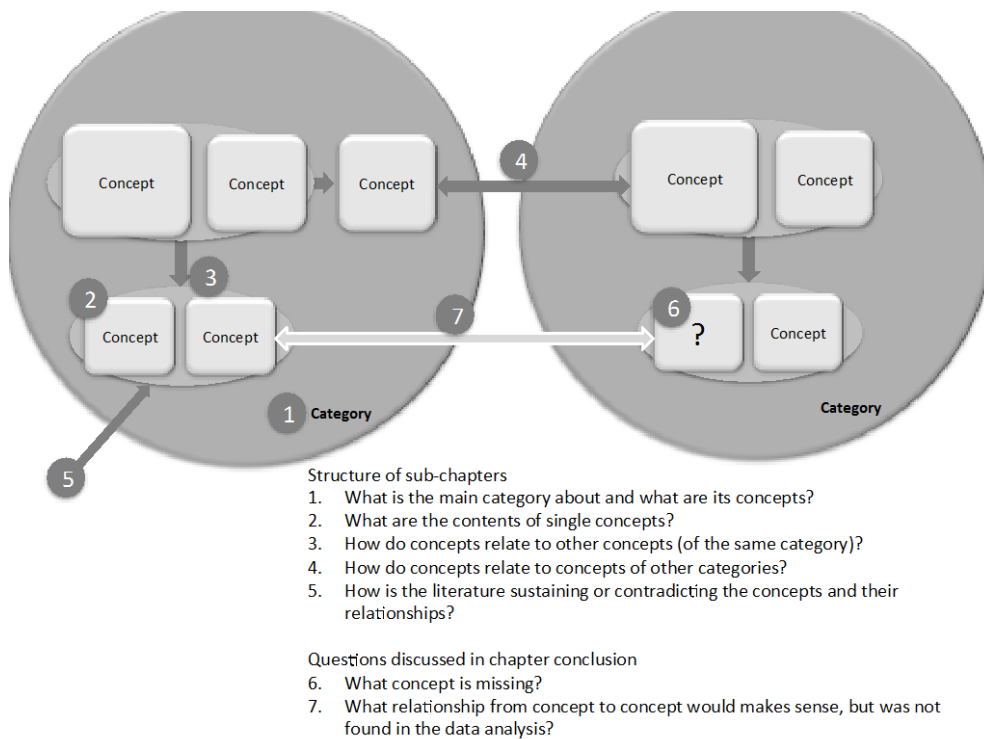 Concept
Concept
Concept
4
Concept
Concept
3
2
Concept
Concept
7
6
?
Concept
1 Category
Category
5
Structure of sub-chapters
1. What is the main category about and what are its concepts?
2. What are the contents of single concepts?
3. How do concepts relate to other concepts (of the same category)?
4. How do concepts relate to concepts of other categories?
5. How is the literature sustaining or contradicting the concepts and their
relationships?
Questions discussed in chapter conclusion
6. What concept is missing?
7. What relationship from concept to concept would makes sense, but was not
found in the data analysis?